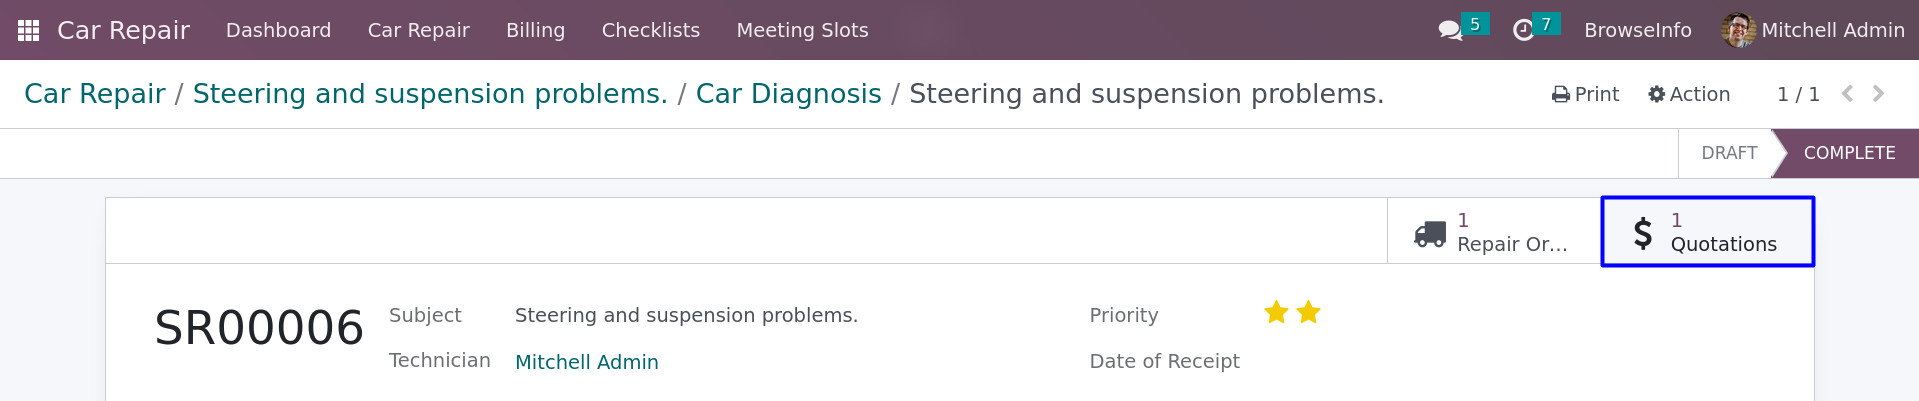 Car Repair Dashboard Car Repair Billing Checklists Meeting Slots 5 7 BrowseInfo Mitchell Admin
Car Repair / Steering and suspension problems. / Car Diagnosis / Steering and suspension problems. Print Action 1 / 1
DRAFT COMPLETE
1 Repair Or...
1 Quotations
SR00006
Subject Steering and suspension problems.
Technician Mitchell Admin
Priority
Date of Receipt